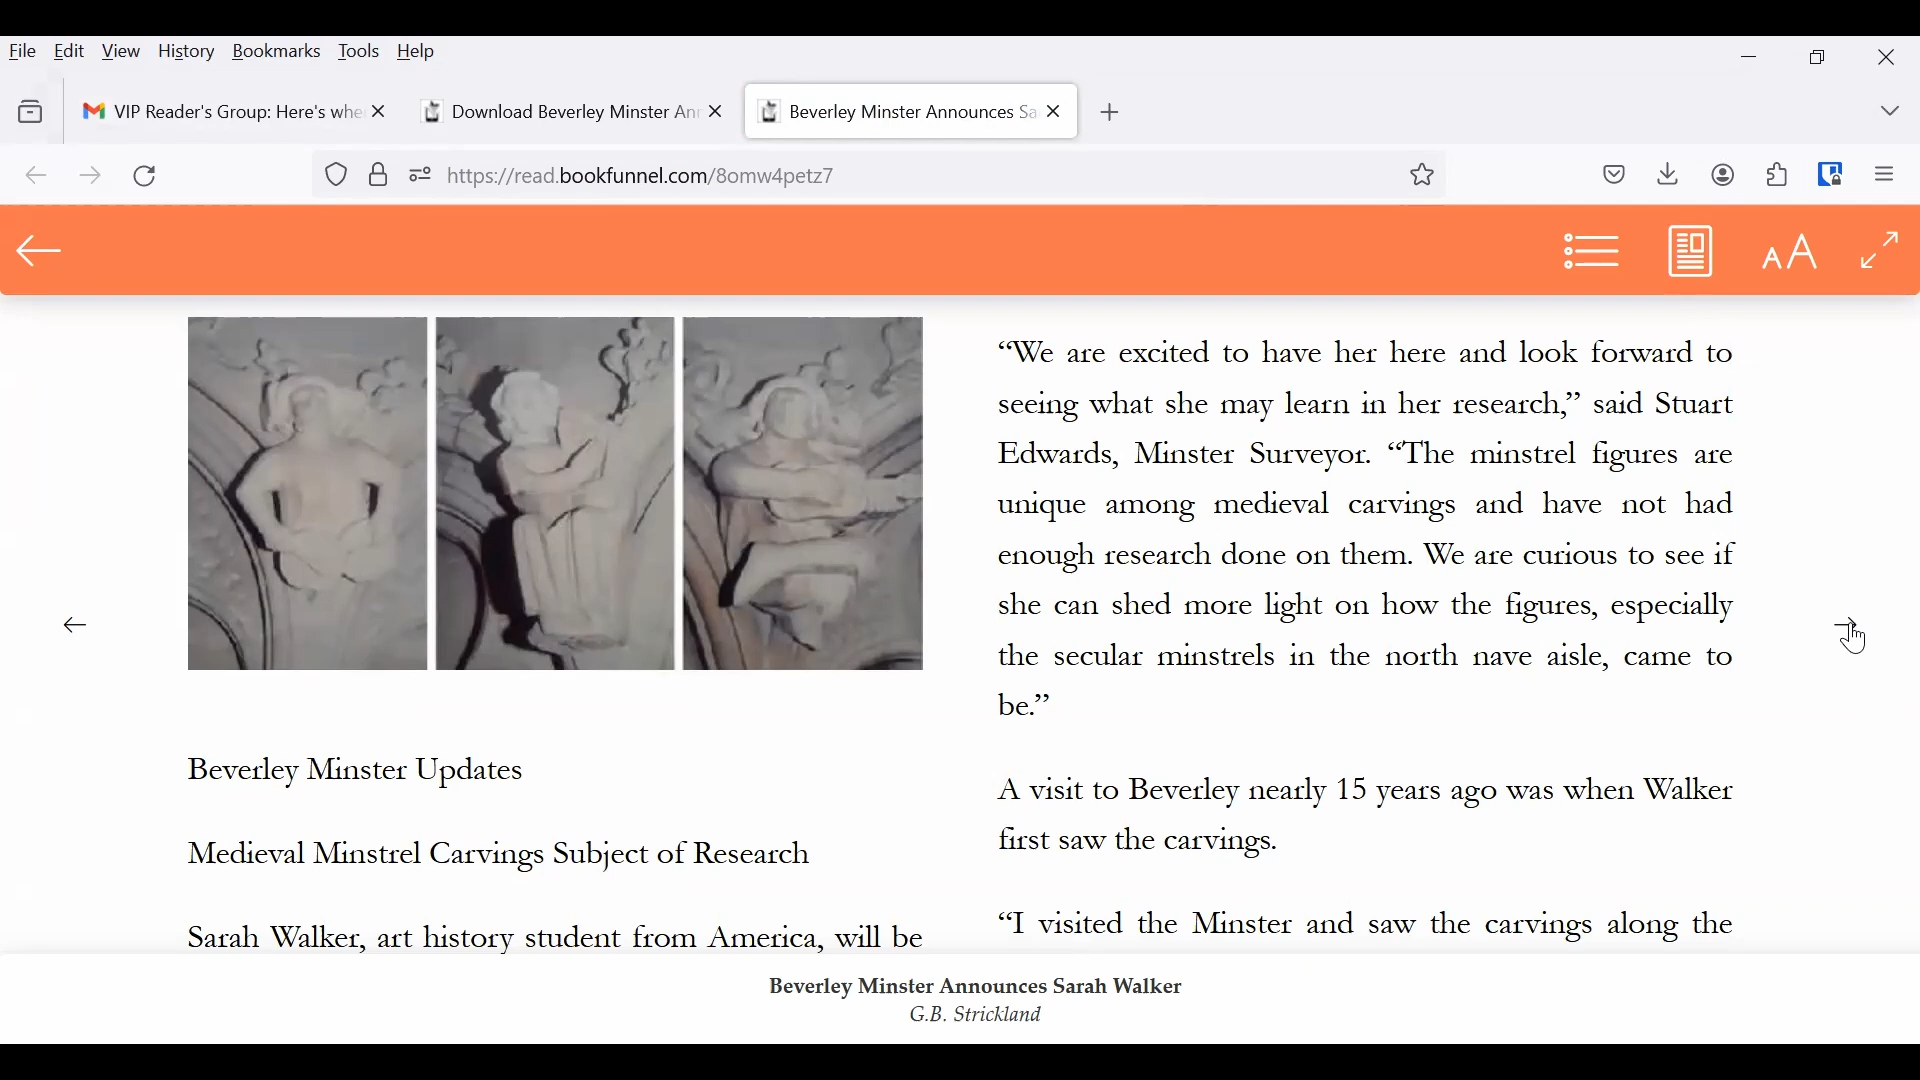 File Edit View History Bookmarks Tools Help
VIP Reader's Group: Here's whe
Download Beverley Minster An
Beverley Minster Announces Sa
https://read.bookfunnel.com/8omw4petz7
AA
Beverley Minster Updates
Medieval Minstrel Carvings Subject of Research
Sarah Walker, art history student from America, will be
“We are excited to have her here and look forward to
seeing what she may learn in her research,” said Stuart
Edwards, Minster Surveyor. “The minstrel figures are
unique among medieval carvings and have not had
enough research done on them. We are curious to see if
she can shed more light on how the figures, especially
the secular minstrels in the north nave aisle, came to
be.”
A visit to Beverley nearly 15 years ago was when Walker
first saw the carvings.
“I visited the Minster and saw the carvings along the
Beverley Minster Announces Sarah Walker
G.B. Strickland